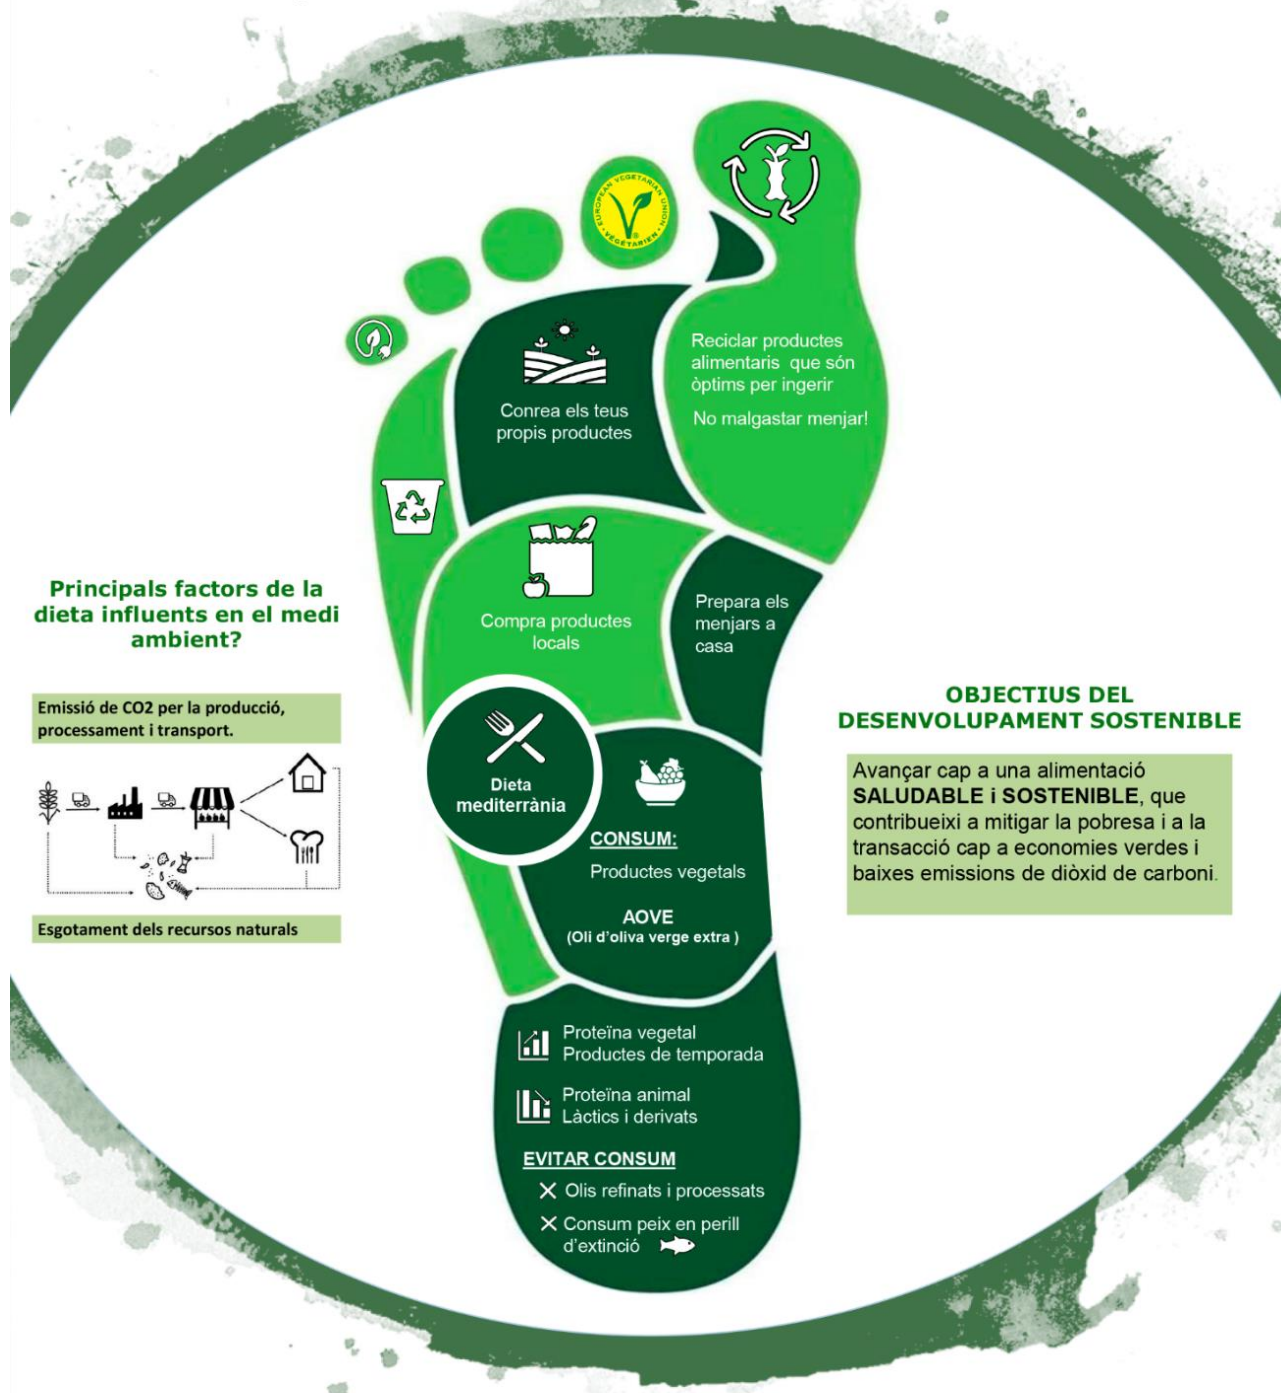 EUROPEAN VEGETARIAN UNION
VÉGÉTARIEN
®
Reciclar productes
alimentaris que són
òptims per ingerir
No malgastar menjar!
Conrea els teus
propis productes
Compra productes
locals
Prepara els
menjars a
casa
Principals factors de la
dieta influents en el medi
ambient?
Emissió de CO2 per la producció,
processament i transport.
Esgotament dels recursos naturals
Dieta
mediterrània
CONSUM:
Productes vegetals
AOVE
(Oli d'oliva verge extra )
OBJECTIUS DEL
DESENVOLUPAMENT SOSTENIBLE
Avançar cap a una alimentació
SALUDABLE i SOSTENIBLE, que
contribueixi a mitigar la pobresa i a la
transacció cap a economies verdes i
baixes emissions de diòxid de carboni.
Proteïna vegetal
Productes de temporada
Proteïna animal
Làctics i derivats
EVITAR CONSUM
Olis refinats i processats
Consum peix en perill
d'extinció